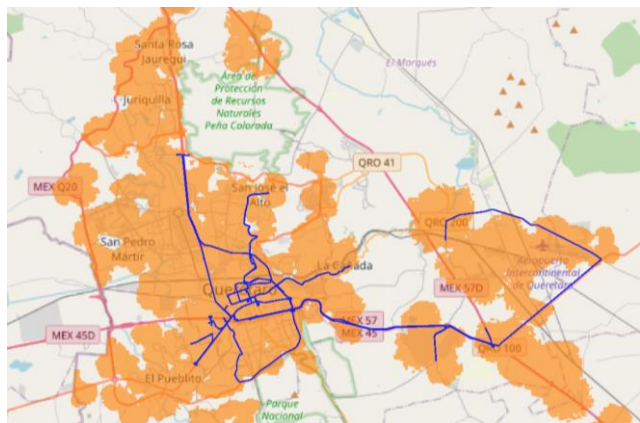 Santa Rosa
Jauregui
El Marqués
Área de
Protección
de Recursos
Naturales
Peña Colorada
Juriquilla
QRO 41
MEX Q20
San José el
Alto
QRO 200
San Pedro
Mártir
La Cañada
Aeropuerto
Intercontinental
de Querétaro
Querétaro
MEX 57D
MEX 57
MEX 45
MEX 45D
QRO 100
El Pueblito
Parque
Nacional